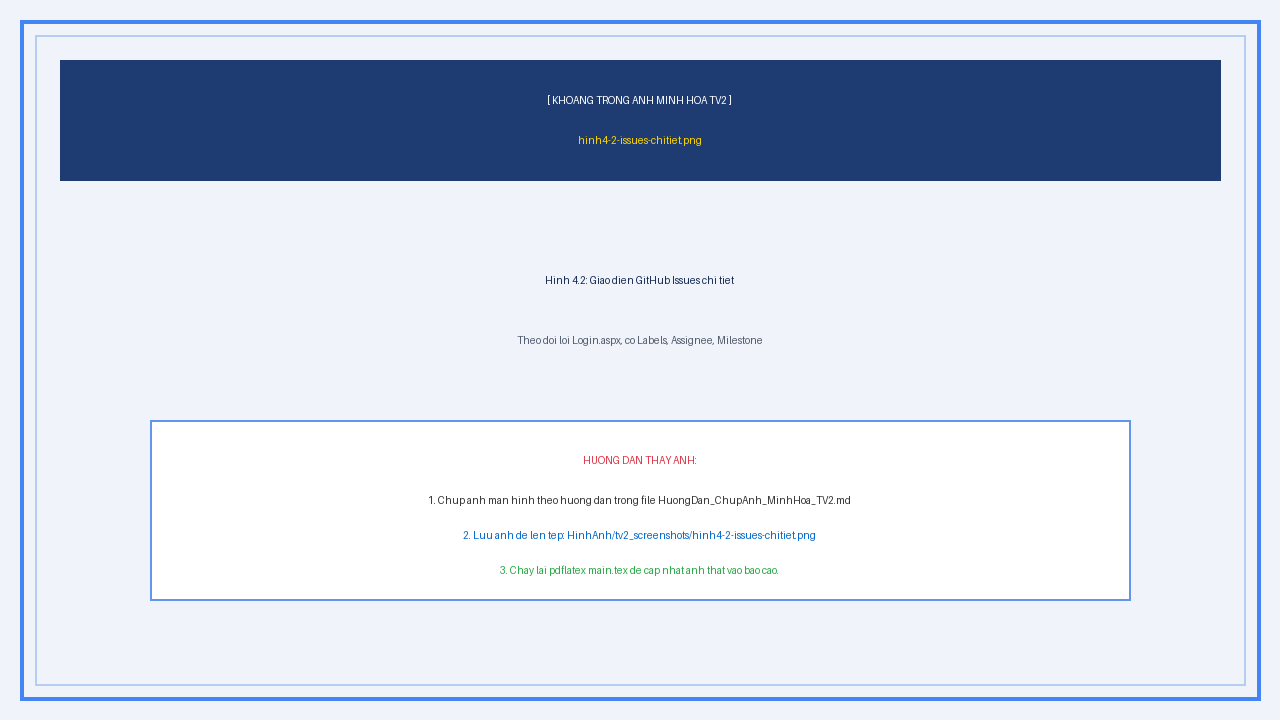 [ KHOANG TRONG ANH MINH HOA TV2 ]
hinh4-2-issues-chitiet.png
Hinh 4.2: Giao dien GitHub Issues chi tiet
Theo doi loi Login.aspx, co Labels, Assignee, Milestone
HUONG DAN THAY ANH:
1. Chup anh man hinh theo huong dan trong file HuongDan_ChupAnh_MinhHoa_TV2.md
2. Luu anh de len tep: HinhAnh/tv2_screenshots/hinh4-2-issues-chitiet.png
3. Chay lai pdflatex main.tex de cap nhat anh that vao bao cao.